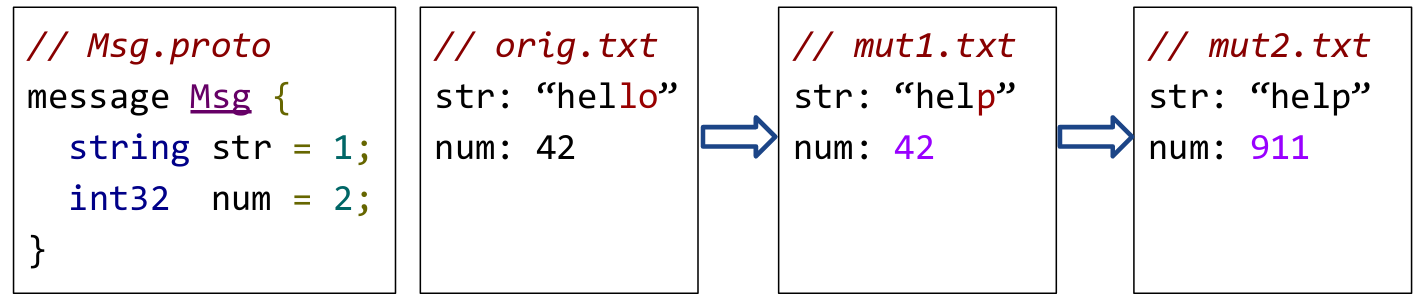 // Msg.proto
message Msg {
  string str = 1;
  int32  num = 2;
}
// orig.txt
str: “hello”
num: 42
// mut1.txt
str: “help”
num: 42
// mut2.txt
str: “help”
num: 911